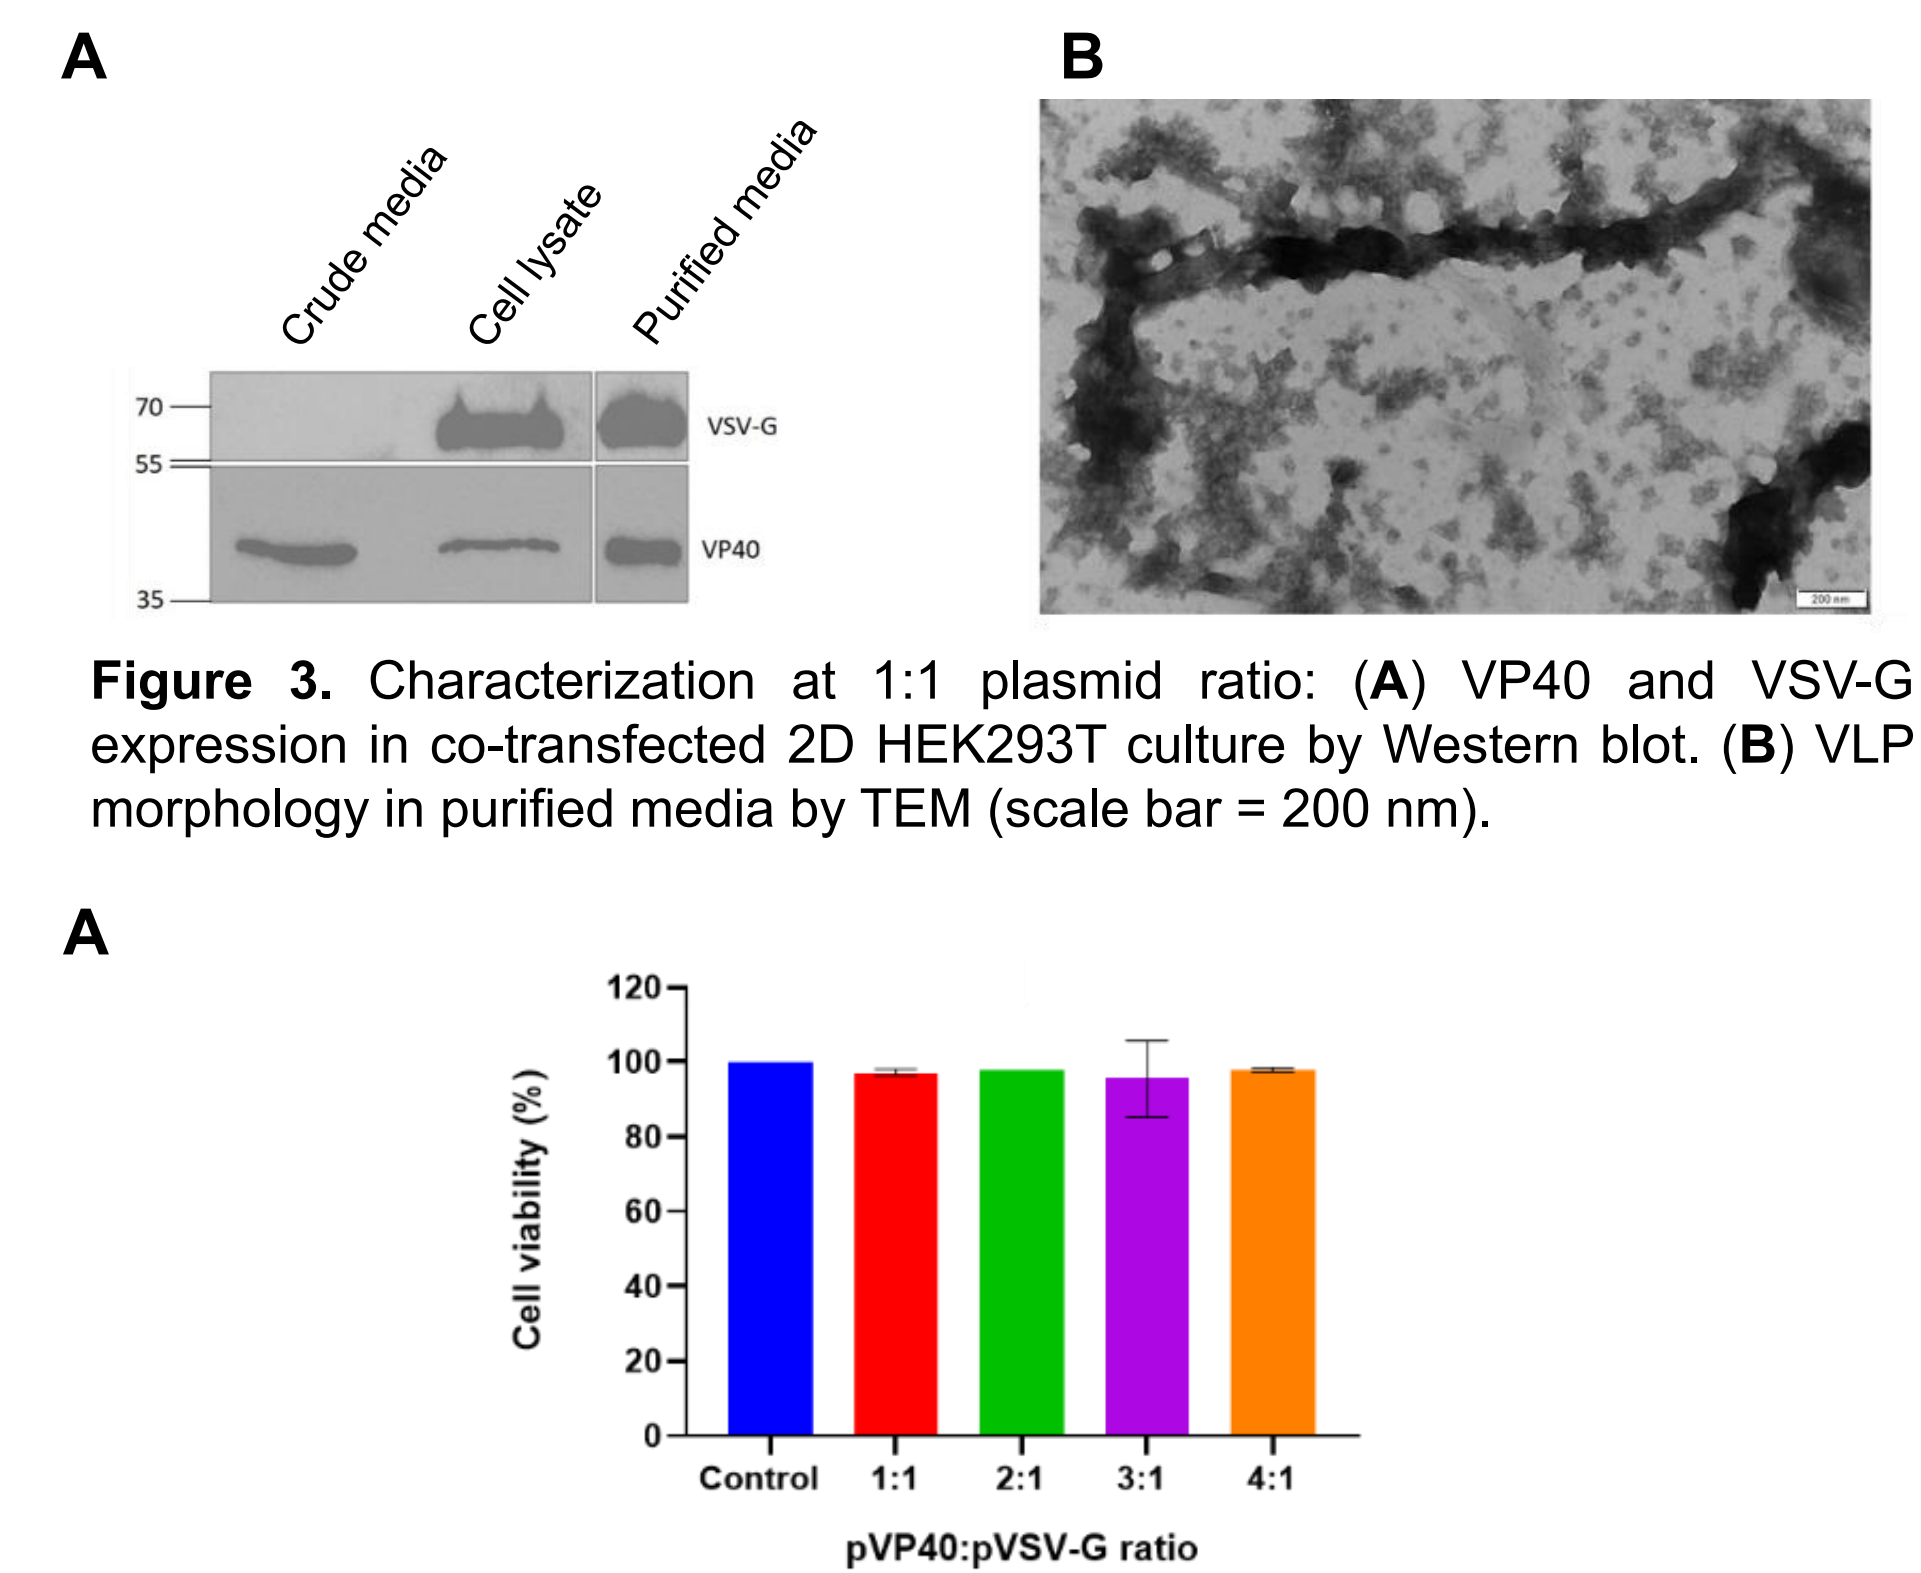 A
B
Crude media
Cell lysate
Purified media
70
VSV-G
55
VP40
35
200 nm
Figure 3. Characterization at 1:1 plasmid ratio: (A) VP40 and VSV-G
expression in co-transfected 2D HEK293T culture by Western blot. (B) VLP
morphology in purified media by TEM (scale bar = 200 nm).
A
120
100
80
60
40
20
0
Cell viability (%)
Control 1:1 2:1 3:1 4:1
pVP40:pVSV-G ratio